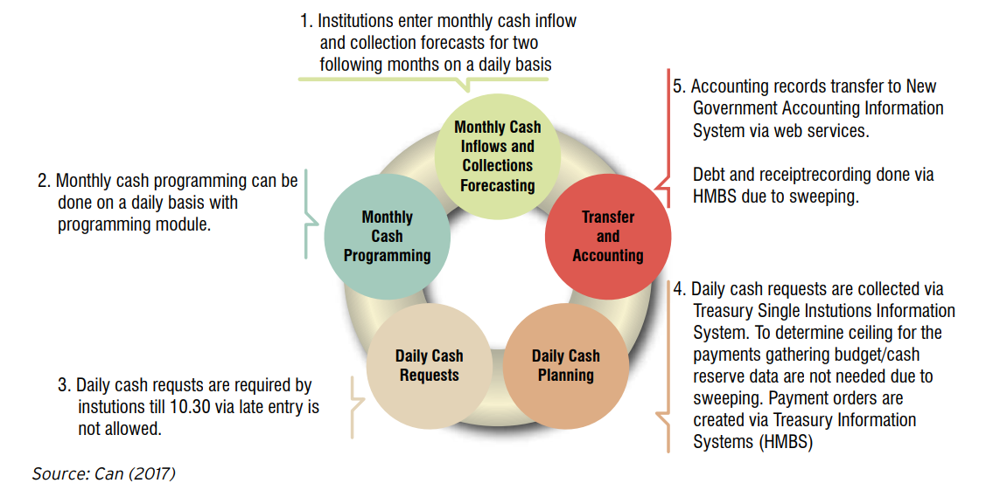 1. Institutions enter monthly cash inflow
and collection forecasts for two
following months on a daily basis
Monthly Cash
Inflows and
Collections
Forecasting
2. Monthly cash programming can be
done on a daily basis with
programming module.
Monthly
Cash
Programming
3. Daily cash requsts are required by
instutions till 10.30 via late entry is
not allowed.
Daily Cash
Requests
4. Daily cash requests are collected via
Treasury Single Instutions Information
System. To determine ceiling for the
payments gathering budget/cash
reserve data are not needed due to
sweeping. Payment orders are
created via Treasury Information
Systems (HMBS)
Daily Cash
Planning
5. Accounting records transfer to New
Government Accounting Information
System via web services.
Debt and receiptrecording done via
HMBS due to sweeping.
Transfer
and
Accounting
Source: Can (2017)